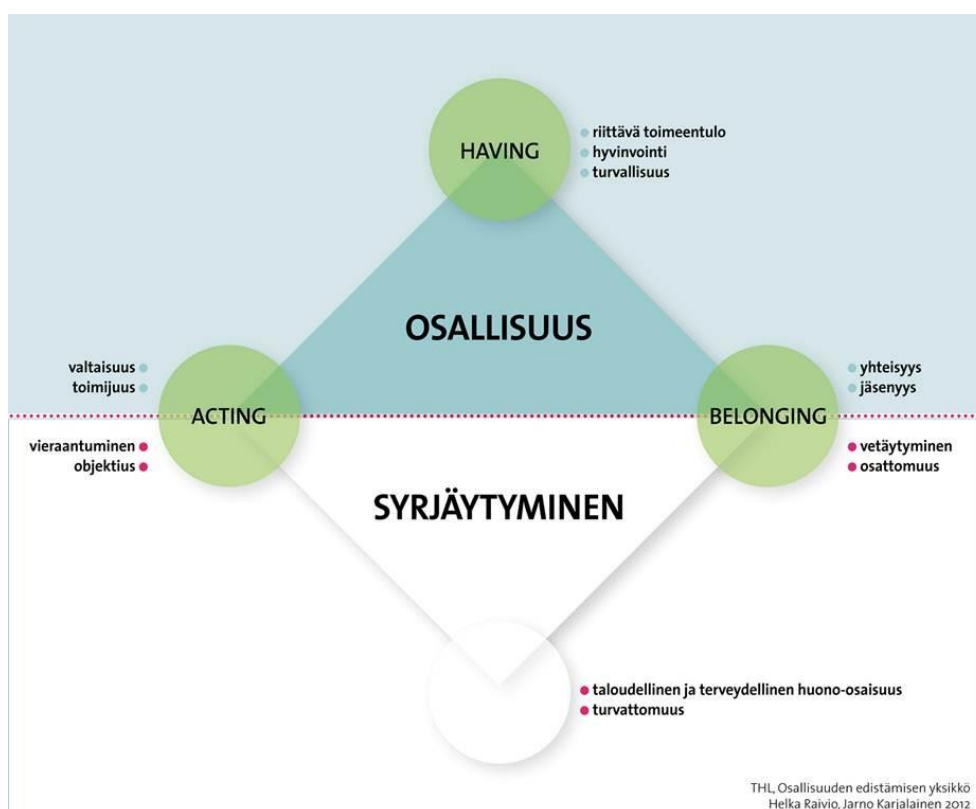 HAVING
riittävä toimeentulo
hyvinvointi
turvallisuus
OSALLISUUS
valtaisuus
toimijuus
ACTING
vieraantuminen
objektius
yhteisyys
jäsenyys
BELONGING
vetäytyminen
osattomuus
SYRJÄYTYMINEN
taloudellinen ja terveydellinen huono-osaisuus
turvattomuus
THL, Osallisuuden edistämisen yksikkö
Helka Raivio, Jarno Karjalainen 2012